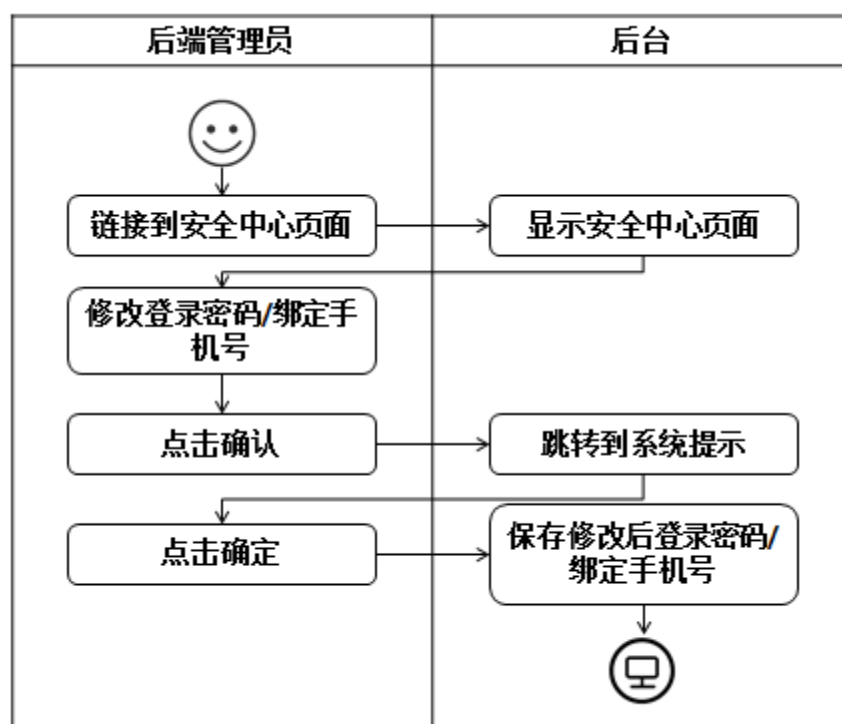 后端管理员
后台
链接到安全中心页面
显示安全中心页面
修改登录密码/绑定手
机号
点击确认
跳转到系统提示
点击确定
保存修改后登录密码/
绑定手机号